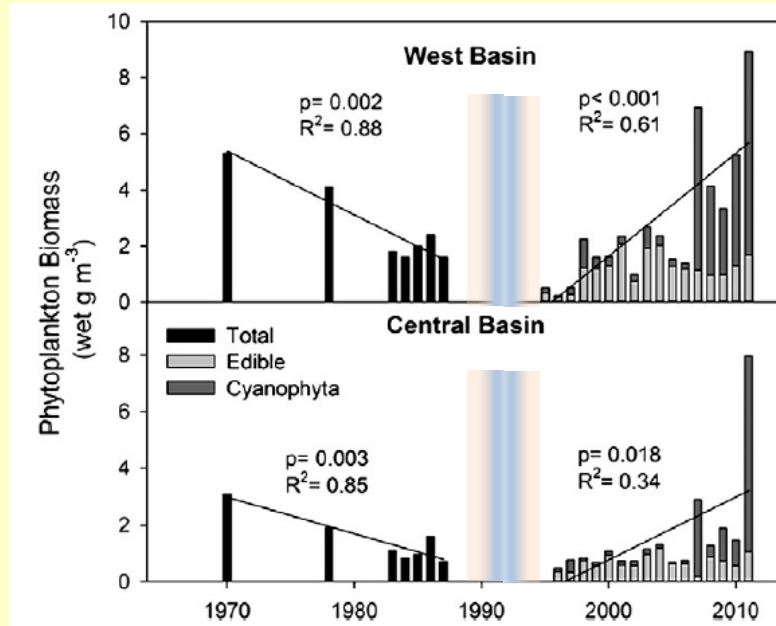 10
West Basin
8
p= 0.002
R²= 0.88
p< 0.001
R²= 0.61
6
4
2
0
Phytoplankton Biomass
(wet g m⁻³)
Central Basin
Total
Edible
Cyanophyta
8
6
4
p= 0.003
R²= 0.85
p= 0.018
R²= 0.34
2
0
1970 1980 1990 2000 2010